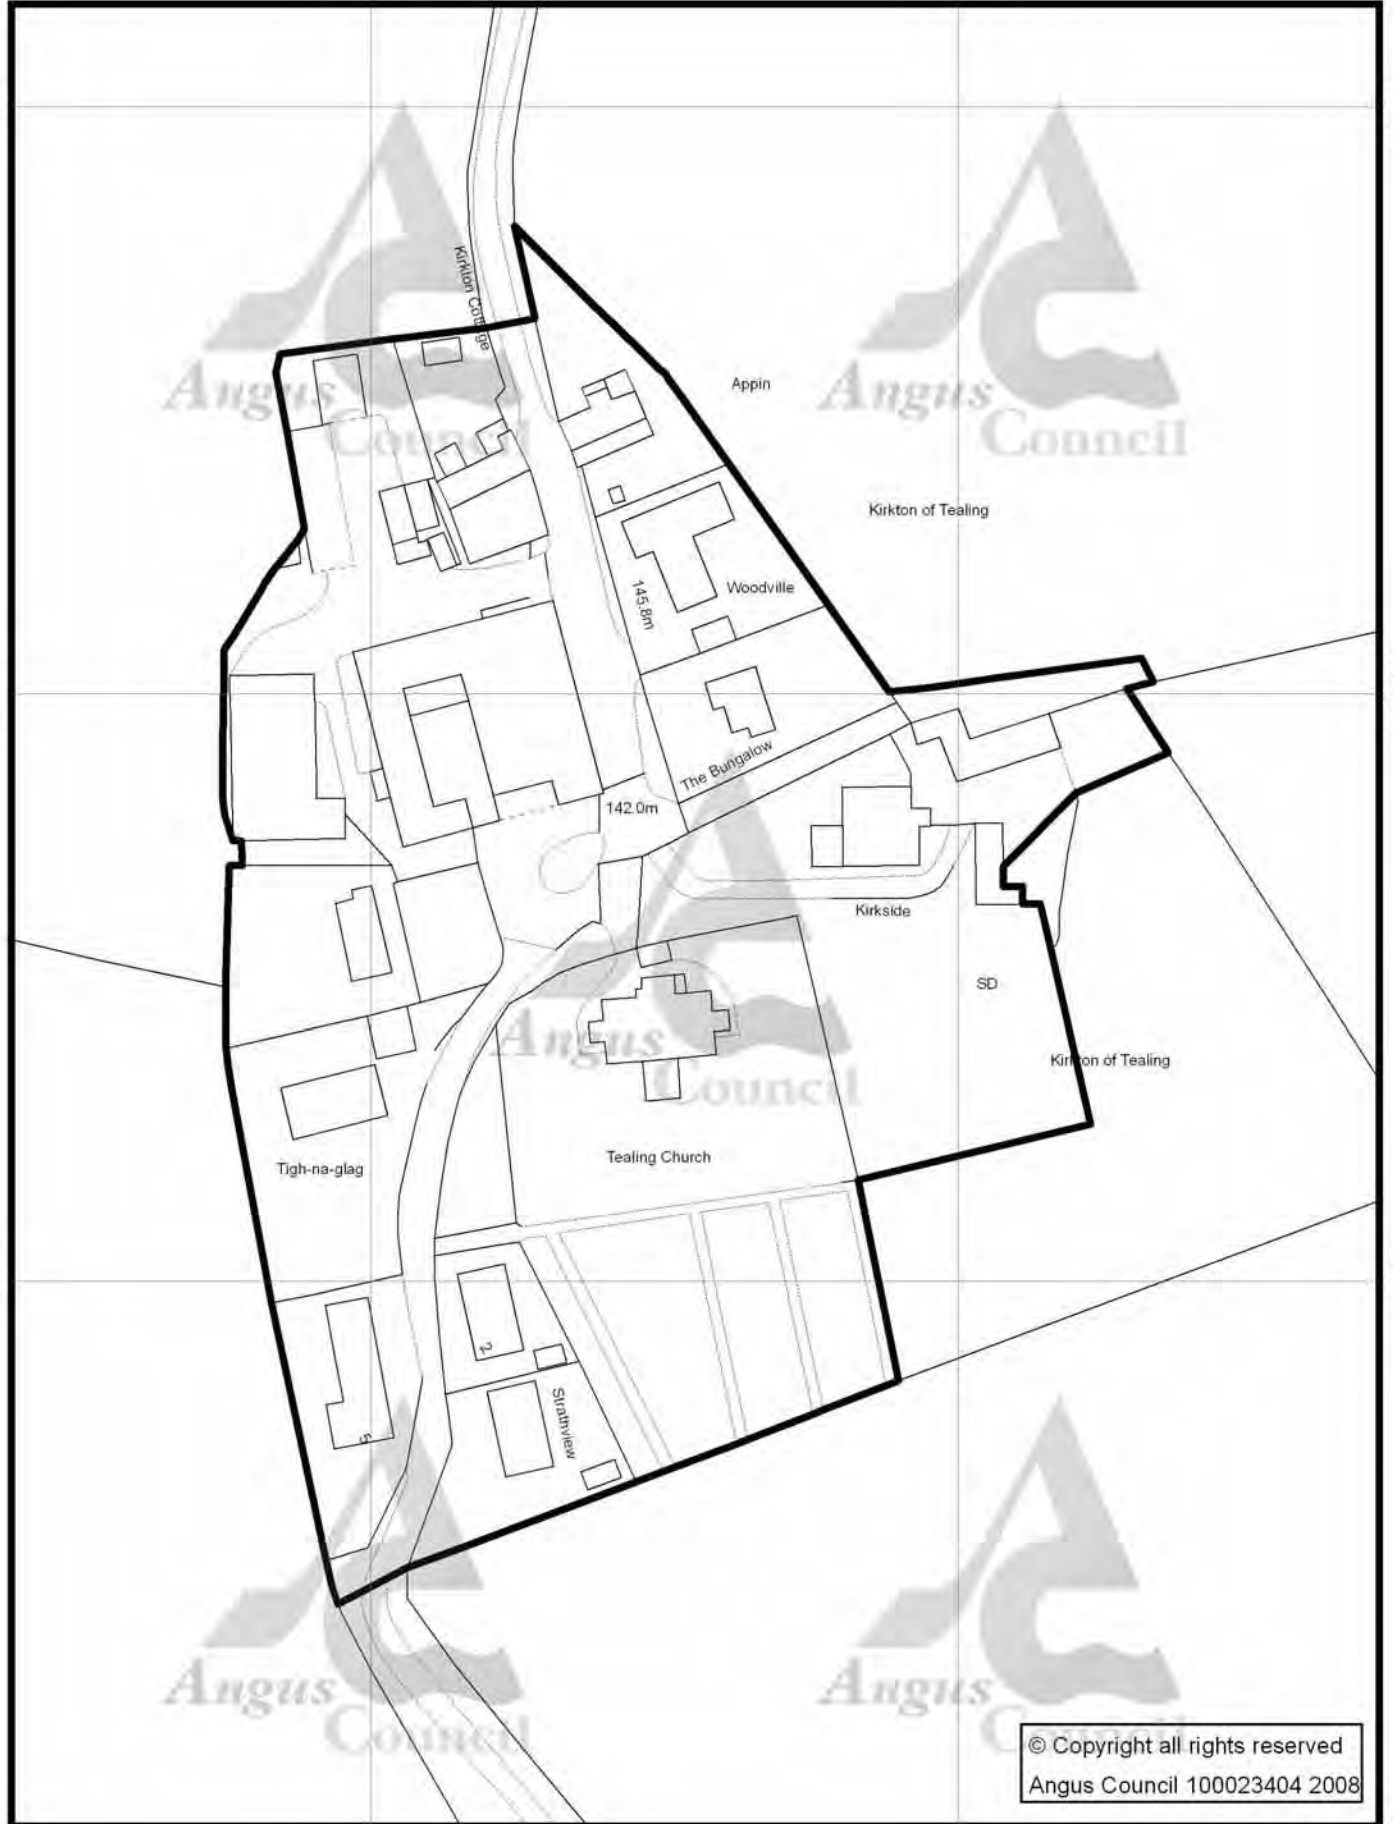 Angus
Council
Angus
Council
Kirkton Cottage
Appin
Kirkton of Tealing
Woodville
145.8m
The Bungalow
142.0m
Kirkside
SD
Angus
Council
Kirkton of Tealing
Tealing Church
Tigh-na-glag
2
Strathview
5
Angus
Council
Angus
Council
© Copyright all rights reserved
Angus Council 100023404 2008